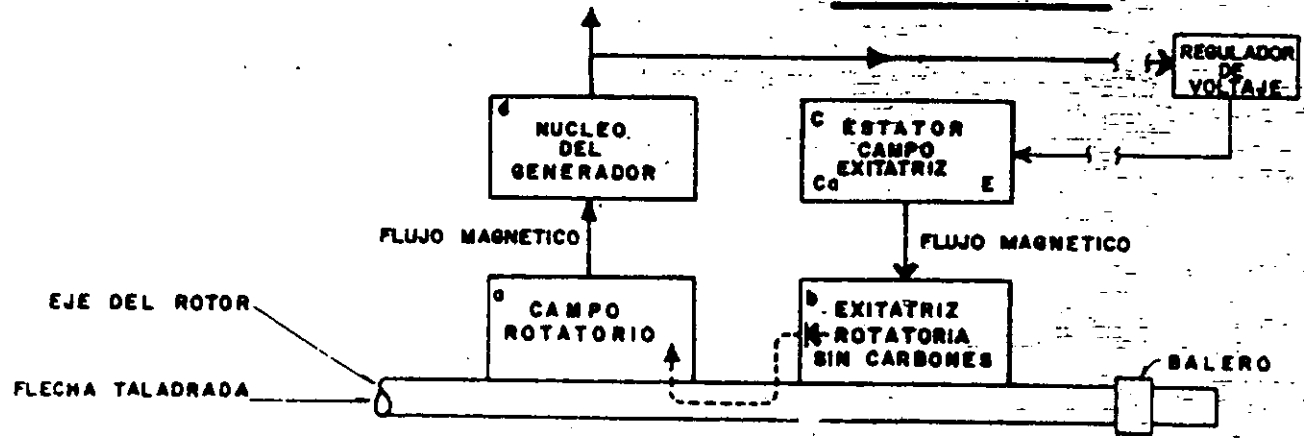 REGULADOR
DE
VOLTAJE
d
NUCLEO.
DEL
GENERADOR
C
ESTATOR
CAMPO
EXITATRIZ
Ca
E
FLUJO MAGNETICO
FLUJO MAGNETICO
EJE DEL ROTOR
a
CAMPO
ROTATORIO
b
EXITATRIZ
ROTATORIA
SIN CARBONES
BALERO
FLECHA TALADRADA